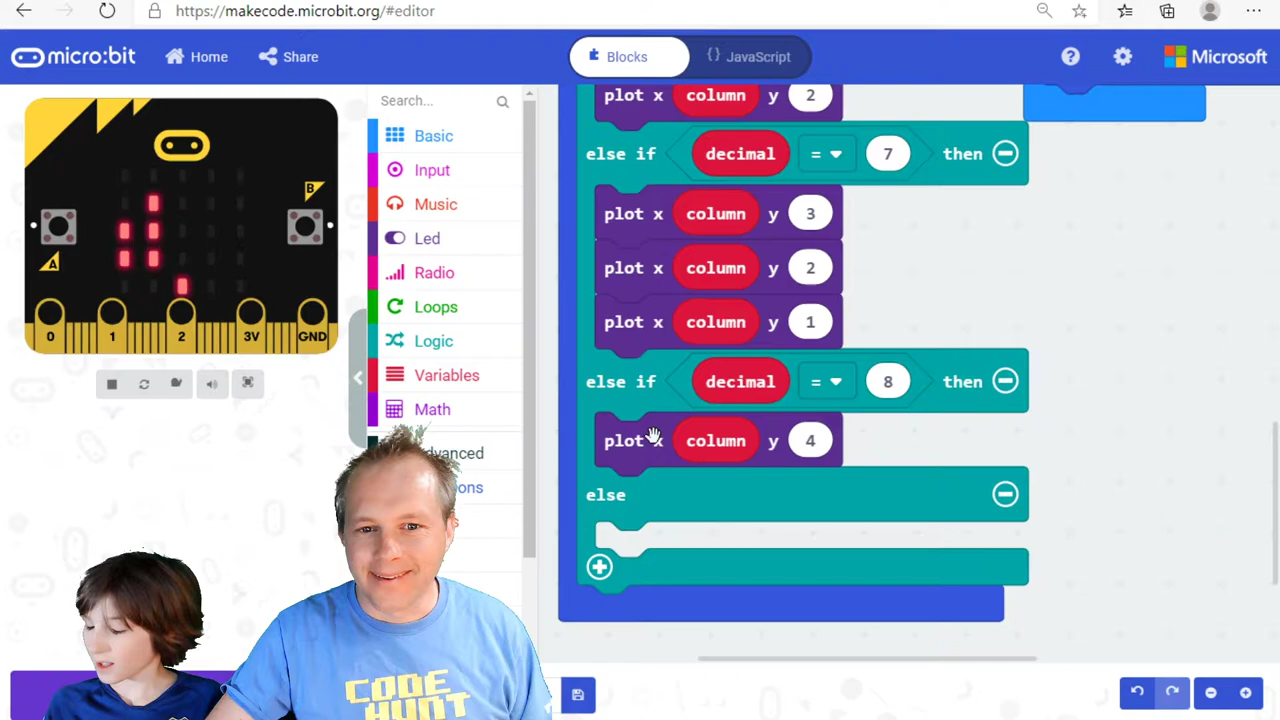 https://makecode.microbit.org/#editor
micro:bit Home Share Blocks JavaScript Microsoft
Search...
Basic
Input
Music
Led
Radio
Loops
Logic
Variables
Math
A
B
0 1 2 3V GND
plot x column y 2
else if decimal = 7 then
plot x column y 3
plot x column y 2
plot x column y 1
else if decimal = 8 then
plot x column y 4
else
CODE
HUNT